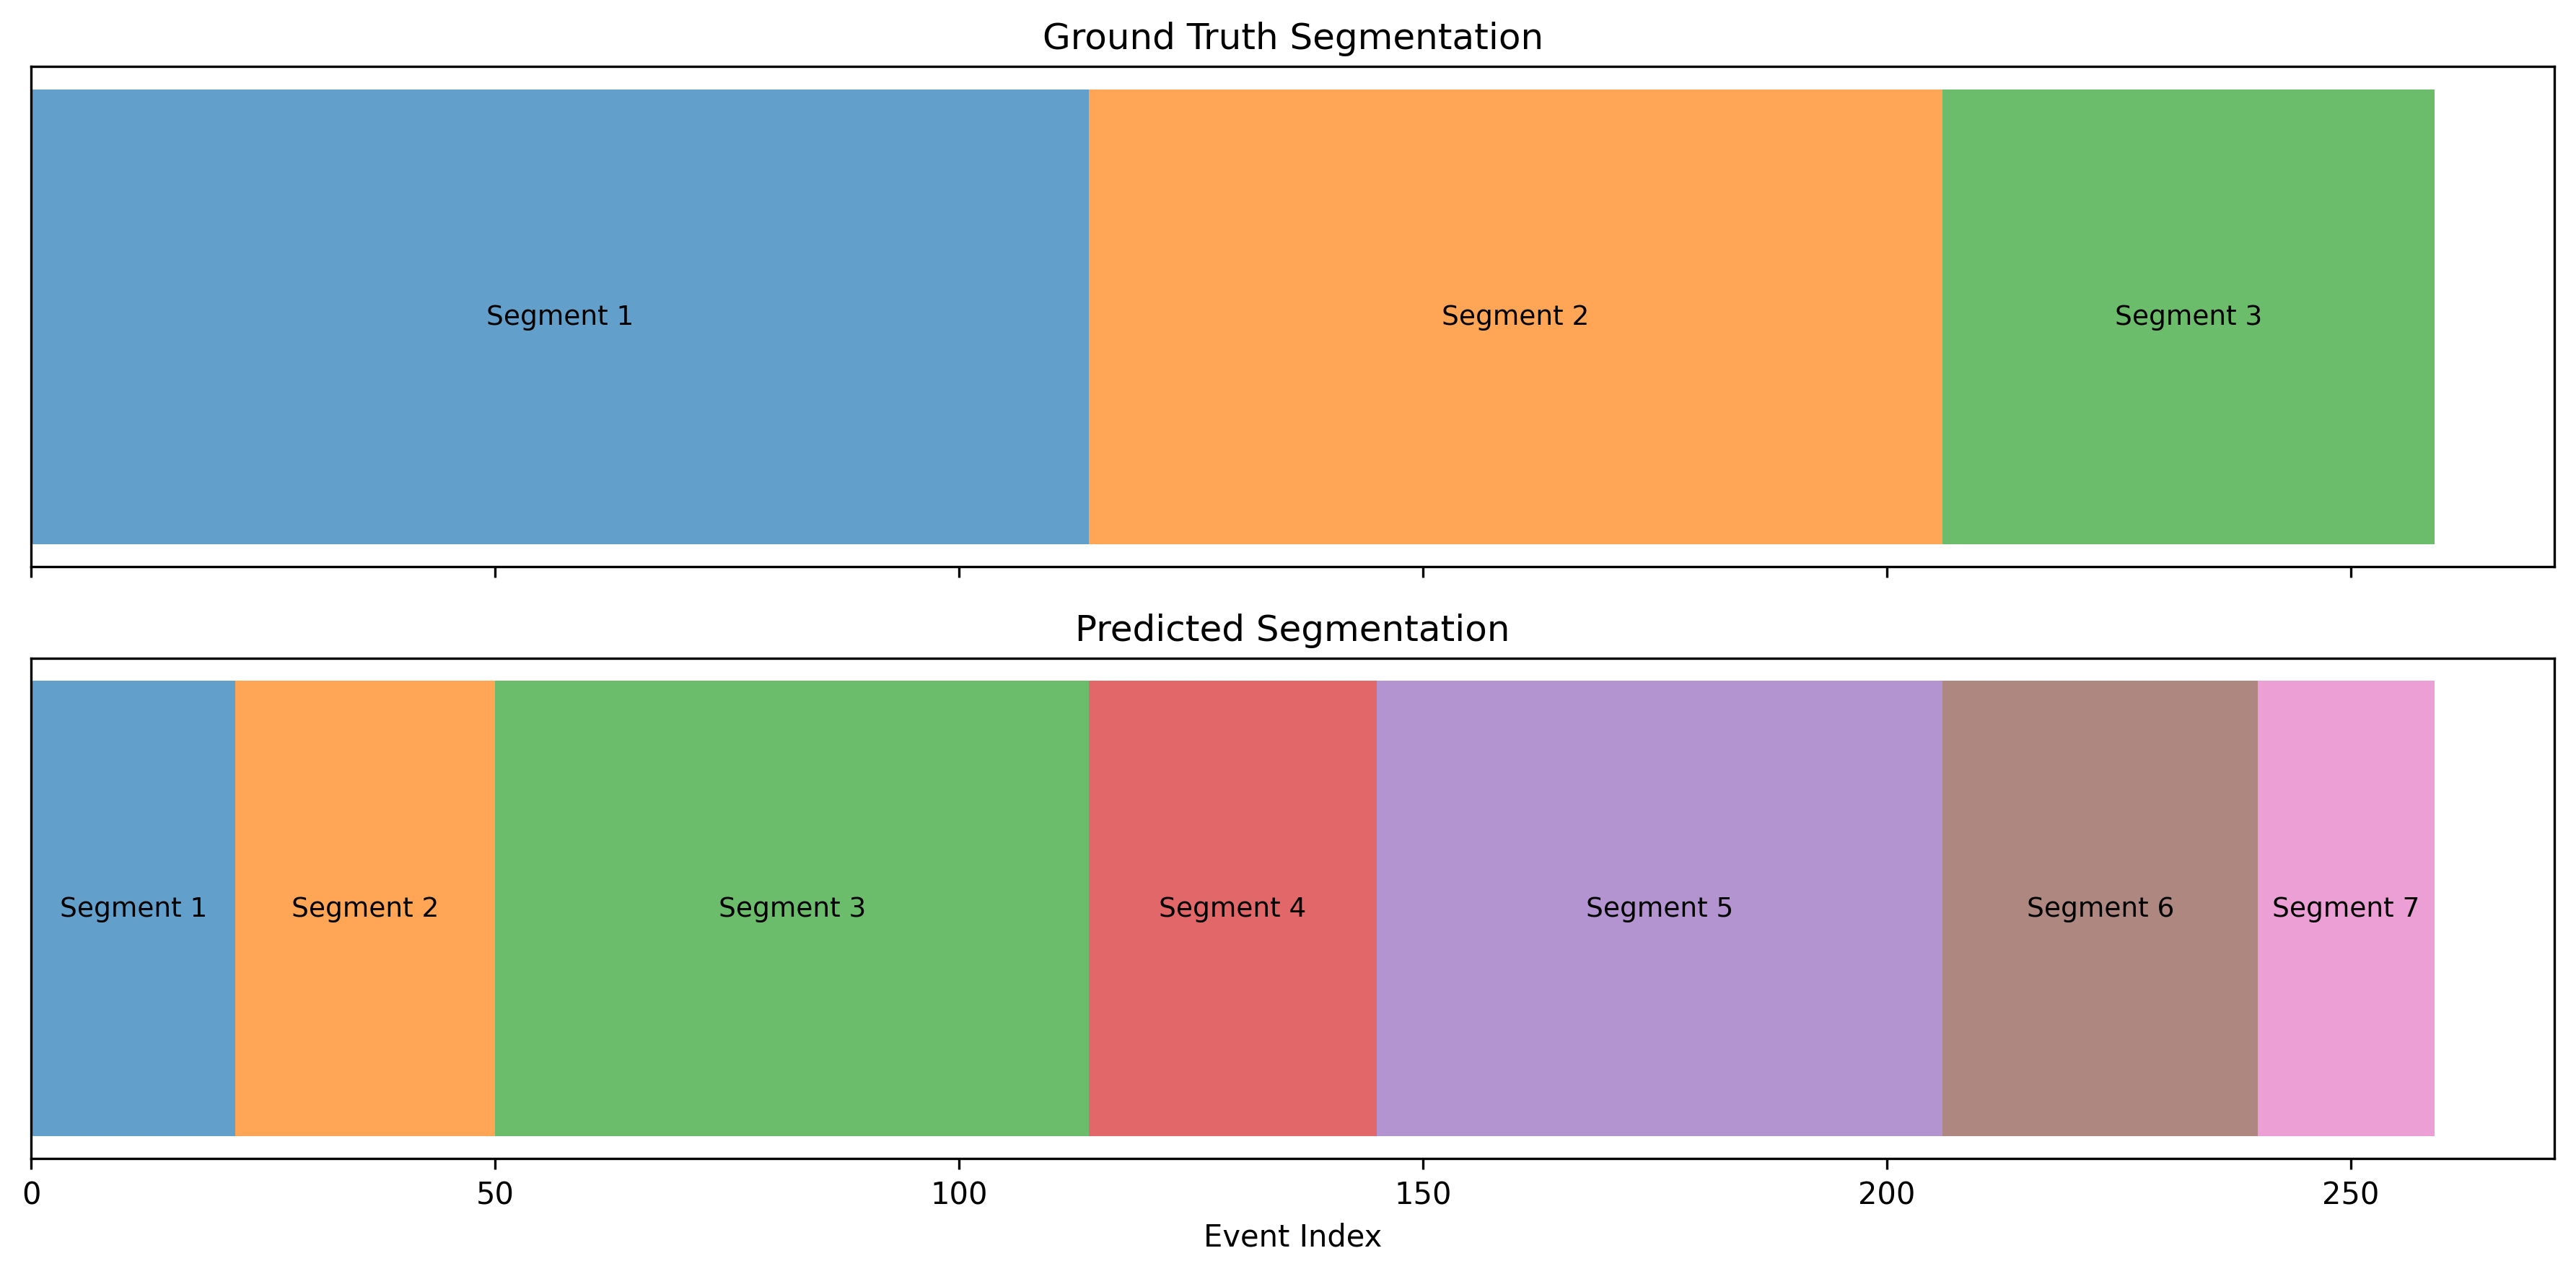 Ground Truth Segmentation
Segment 1 Segment 2 Segment 3
Predicted Segmentation
Segment 1 Segment 2 Segment 3 Segment 4 Segment 5 Segment 6 Segment 7
0 50 100 150 200 250
Event Index